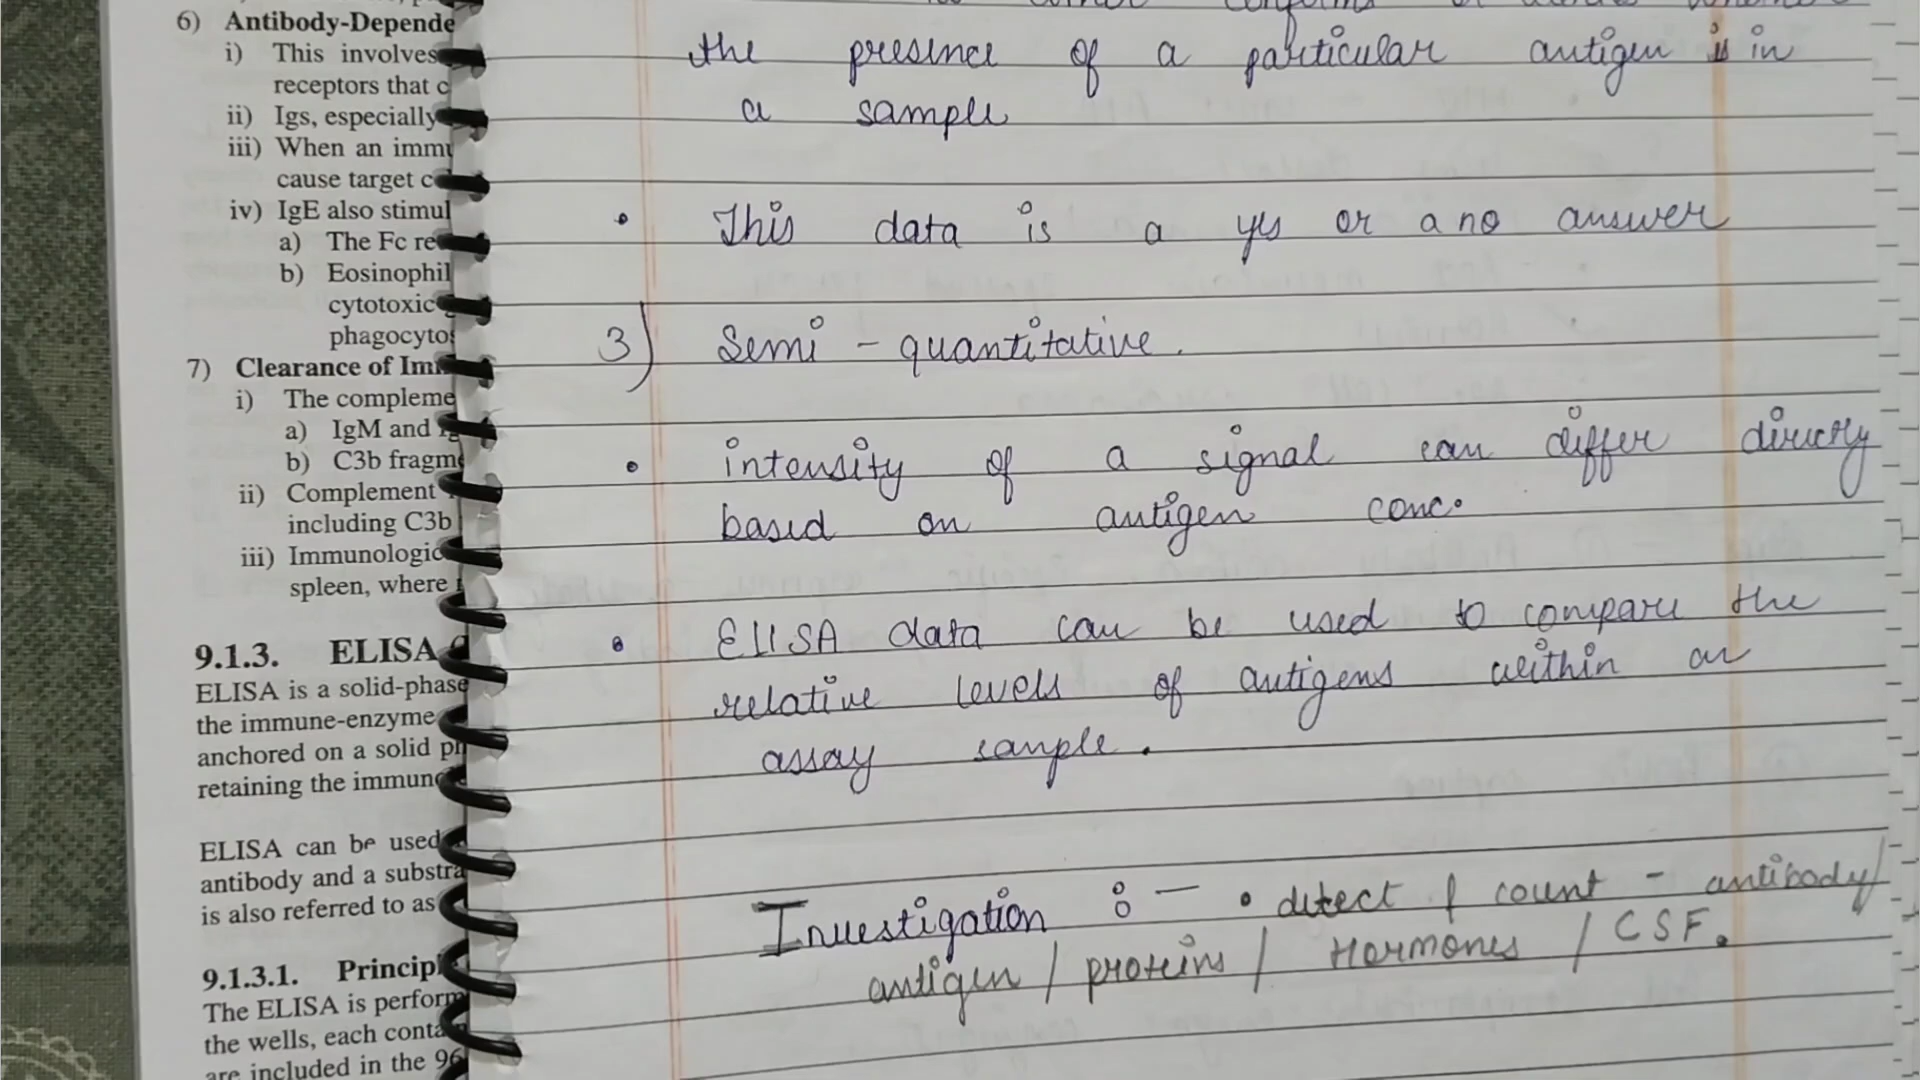 6) Antibody-Depende
i) This involves
receptors that c
ii) Igs, especially
iii) When an immu
cause target c
iv) IgE also stimul
a) The Fc re
b) Eosinophil
cytotoxic
phagocytos
7) Clearance of Im
i) The compleme
a) IgM and
b) C3b fragme
ii) Complement
including C3b
iii) Immunologic
spleen, where
9.1.3. ELISA
ELISA is a solid-phase
the immune-enzyme
anchored on a solid ph
retaining the immuno
ELISA can be used
antibody and a substra
is also referred to as
9.1.3.1. Principl
The ELISA is perform
the wells, each conta
are included in the 96
the presence of a particular antigen is in
a sample
• This data is a yes or a no answer
3) Semi - quantitative.
• intensity of a signal can differ directly
based on antigen conc.
• ELISA data can be used to compare the
relative levels of antigens within an
assay sample.
Investigation :- • detect & count - antibody/
antigen / proteins / Hormones / CSF.